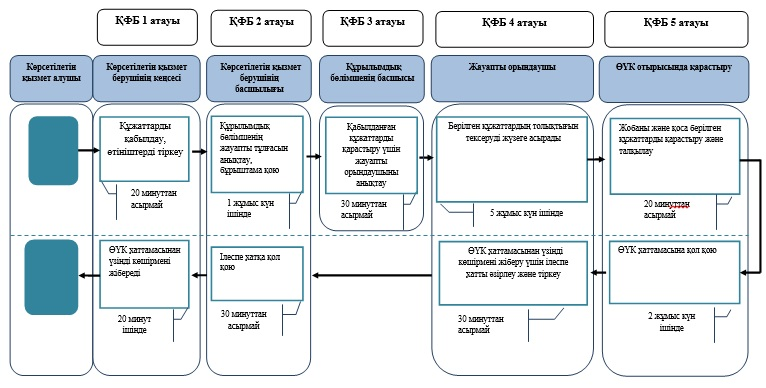 ҚФБ 1 атауы
ҚФБ 2 атауы
ҚФБ 3 атауы
ҚФБ 4 атауы
ҚФБ 5 атауы
Көрсетілетін
қызмет алушы
Көрсетілетін қызмет
берушінің кеңсесі
Көрсетілетін қызмет
берушінің
басшылығы
Құрылымдық
бөлімшенің басшысы
Жауапты орындаушы
ӨҮК отырысында қарастыру
Құжаттарды
қабылдау,
өтініштерді тіркеу
20 минуттан
асырмай
Құрылымдық
бөлімшенің
жауапты тұлғасын
анықтау,
бұрыштама қою
1 жұмыс күн
ішінде
Қабылданған
құжаттарды
қарастыру үшін
жауапты
орындаушыны
анықтау
30 минуттан
асырмай
Берілген құжаттардың толықтығын
тексеруді жүзеге асырады
5 жұмыс күн ішінде
Жобаны және қоса берілген
құжаттарды қарастыру және
талқылау
20 минуттан
асырмай
ӨҮК хаттамасынан
үзінді көшірмені
жібереді
20 минут
ішінде
Ілеспе хатқа қол
қою
30 минуттан
асырмай
ӨҮК хаттамасынан үзінді
көшірмені жіберу үшін ілеспе
хатты әзірлеу және тіркеу
30 минуттан
асырмай
ӨҮК хаттамасына қол қою
2 жұмыс күн
ішінде